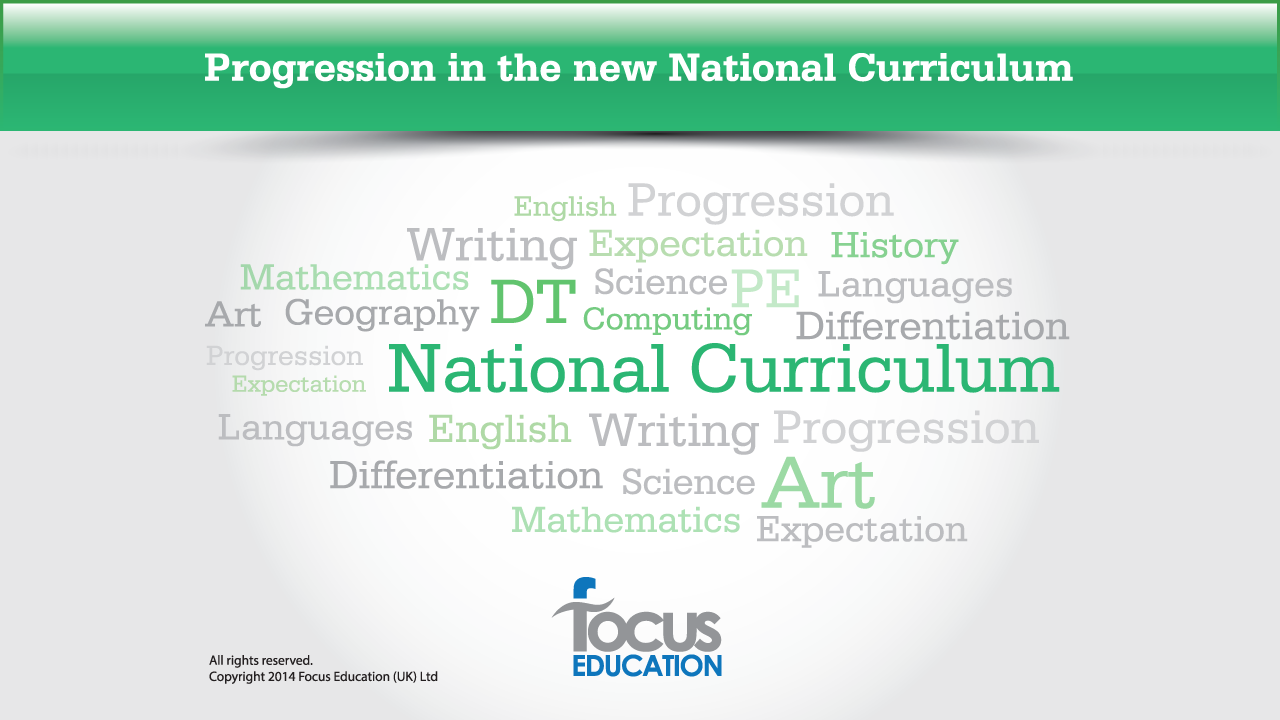 Progression in the new National Curriculum
English Progression
Writing Expectation History
Mathematics DT Science PE Languages
Art Geography Computing Differentiation
Progression National Curriculum
Expectation
Languages English Writing Progression
Differentiation Science Art
Mathematics Expectation
focus
EDUCATION
All rights reserved.
Copyright 2014 Focus Education (UK) Ltd